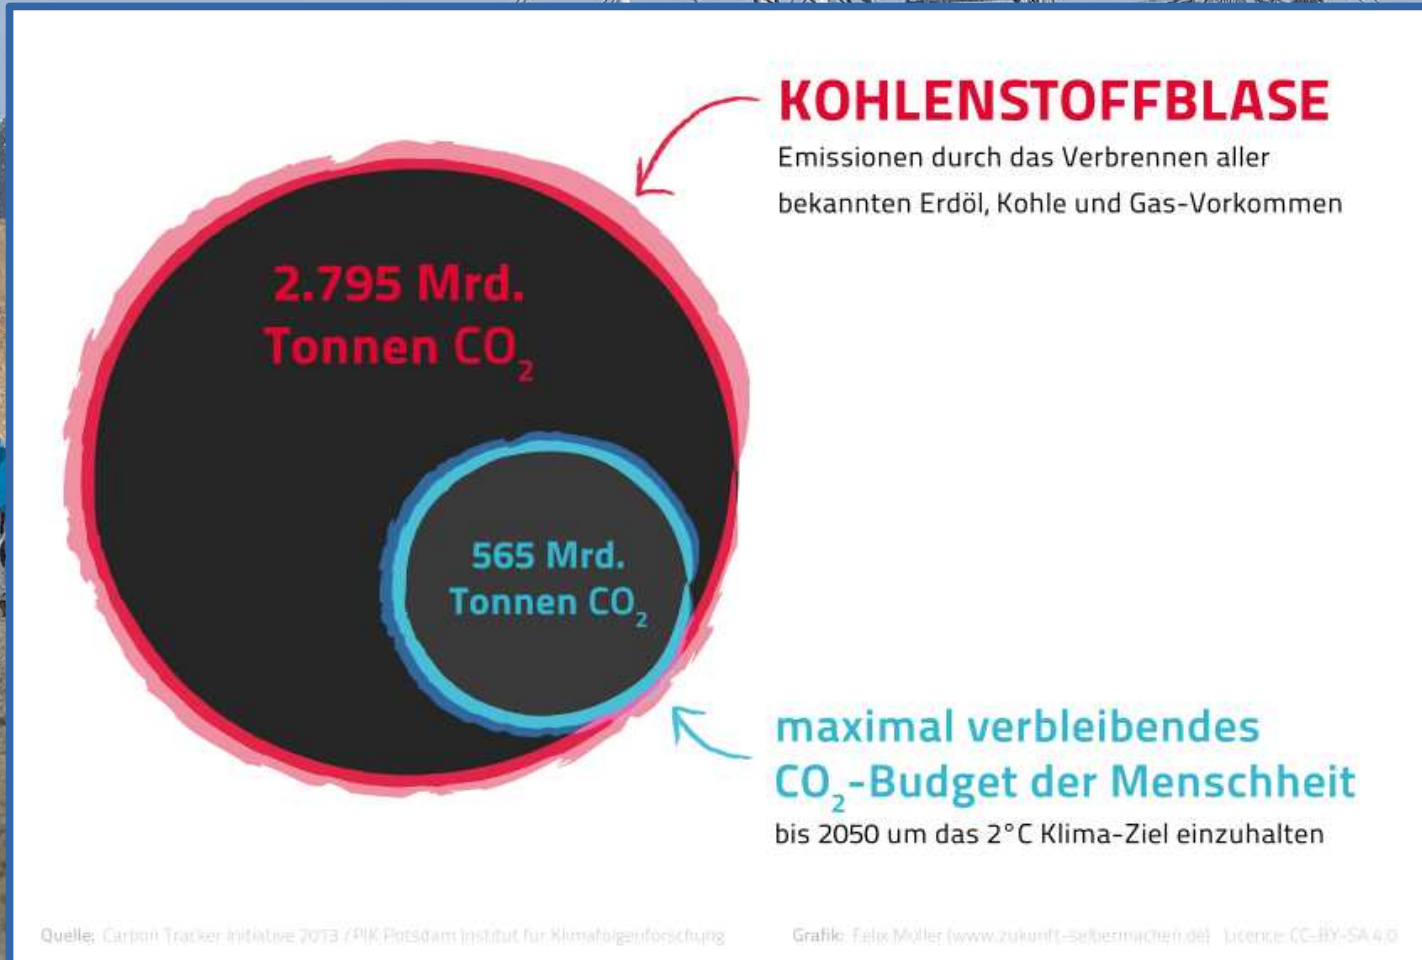 KOHLENSTOFFBLASE
Emissionen durch das Verbrennen aller
bekannten Erdöl, Kohle und Gas-Vorkommen
2.795 Mrd.
Tonnen CO₂
565 Mrd.
Tonnen CO₂
maximal verbleibendes
CO₂-Budget der Menschheit
bis 2050 um das 2°C Klima-Ziel einzuhalten
Quelle: Carbon Tracker Initiative 2013 / PIK Potsdam Institut für Klimafolgenforschung
Grafik: Felix Müller (www.zukunft-selbermachen.de) Licence: CC-BY-SA 4.0